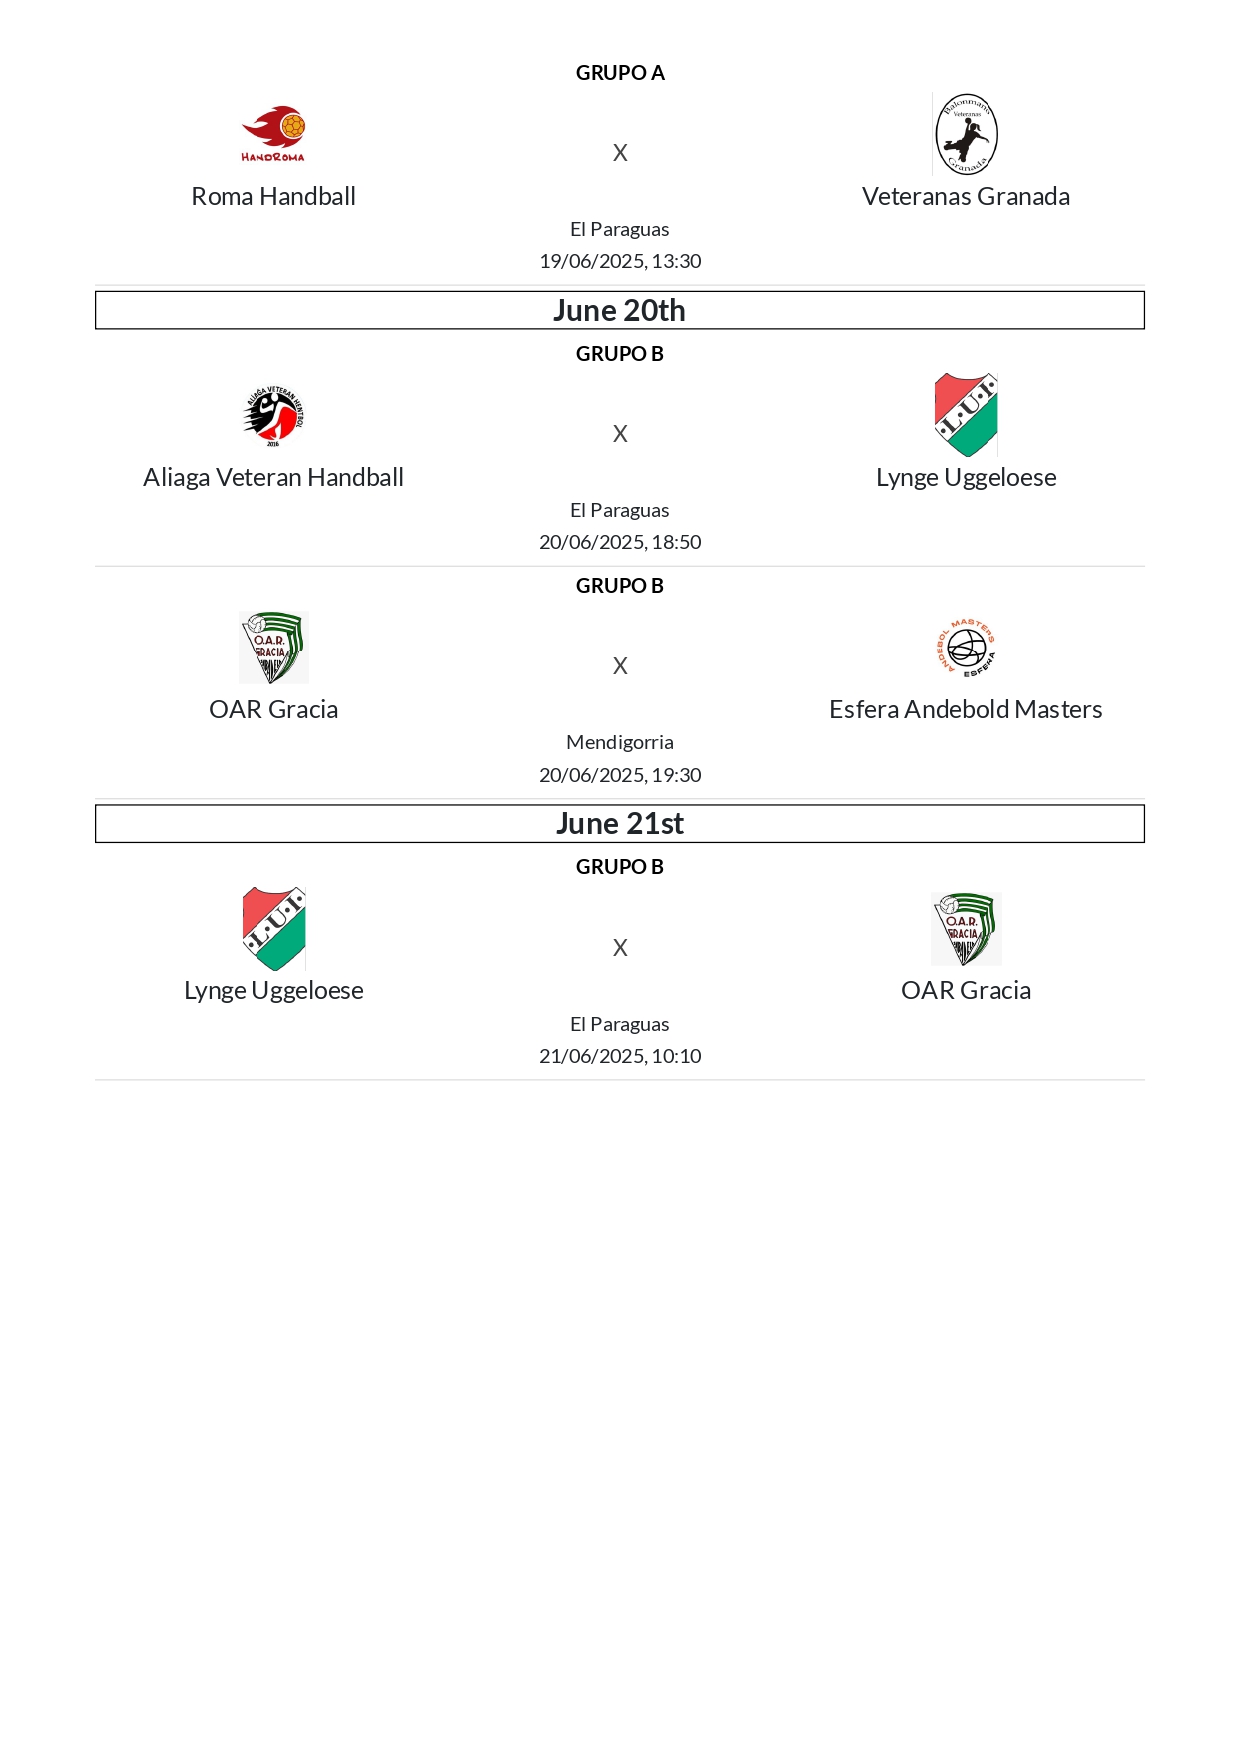 GRUPO A
HANDROMA
Balonmano
Veteranas
Granada
X
Roma Handball
Veteranas Granada
El Paraguas
19/06/2025, 13:30
June 20th
GRUPO B
ALIAĞA VETERAN HENTBOL
2016
L.U.I.
X
Aliaga Veteran Handball
Lynge Uggeloese
El Paraguas
20/06/2025, 18:50
GRUPO B
O.A.R.
GRACIA
ANDEBOL MASTERS
ESFERA
X
OAR Gracia
Esfera Andebold Masters
Mendigorria
20/06/2025, 19:30
June 21st
GRUPO B
L.U.I.
O.A.R.
GRACIA
X
Lynge Uggeloese
OAR Gracia
El Paraguas
21/06/2025, 10:10